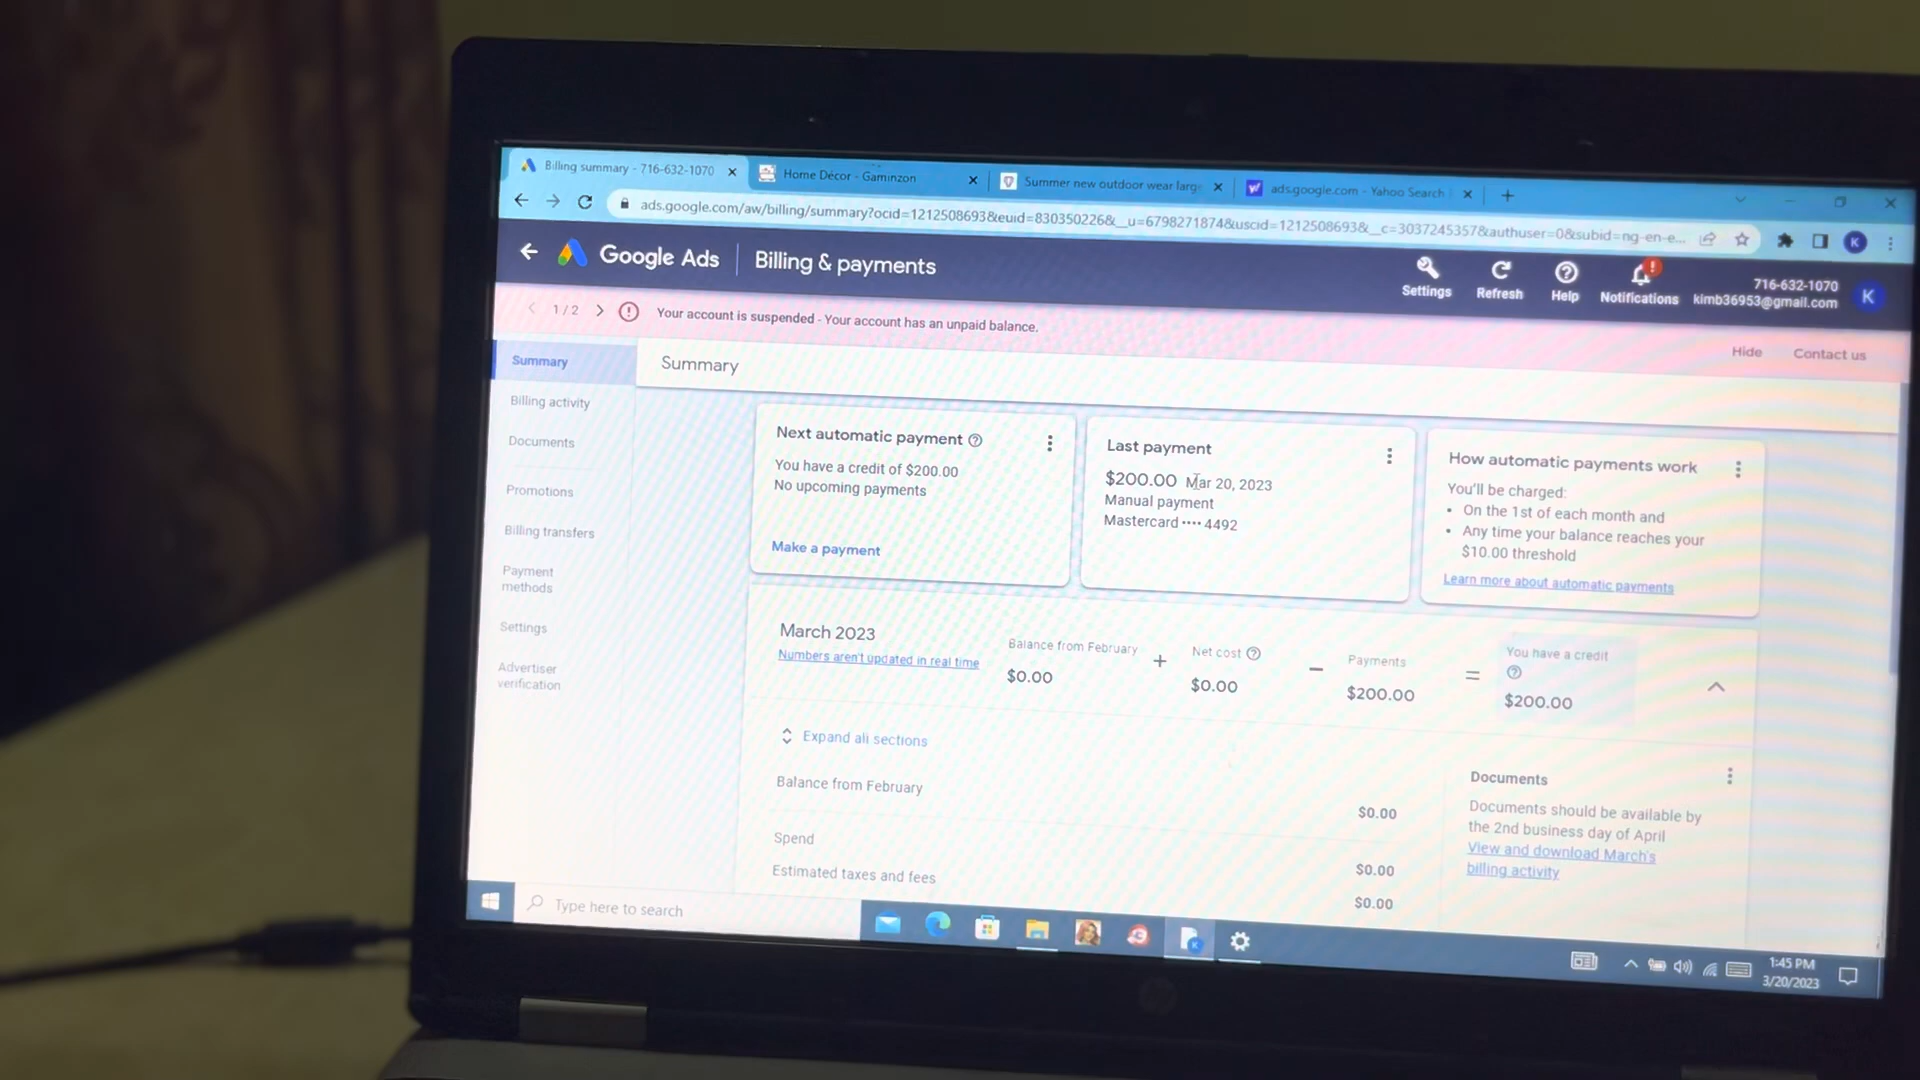 Billing summary - 716-632-1070
Home Décor - Gaminzon
Summer new outdoor wear large
ads.google.com - Yahoo Search
ads.google.com/aw/billing/summary?ocid=1212508693&euid=830350226&__u=6798271874&uscid=1212508693&__c=3037245357&authuser=0&subid=ng-en-e...
K
Google Ads
Billing & payments
Settings
Refresh
Help
Notifications
716-632-1070
kimb36953@gmail.com
K
1 / 2
Your account is suspended - Your account has an unpaid balance.
Hide
Contact us
Summary
Billing activity
Documents
Promotions
Billing transfers
Payment
methods
Settings
Advertiser
verification
Summary
Next automatic payment
You have a credit of $200.00
No upcoming payments
Make a payment
Last payment
$200.00 Mar 20, 2023
Manual payment
Mastercard •••• 4492
How automatic payments work
You'll be charged:
• On the 1st of each month and
• Any time your balance reaches your
$10.00 threshold
Learn more about automatic payments
March 2023
Numbers aren't updated in real time
Balance from February
$0.00
+
Net cost
$0.00
−
Payments
$200.00
=
You have a credit
$200.00
Expand all sections
Balance from February
$0.00
Spend
$0.00
Estimated taxes and fees
$0.00
Documents
Documents should be available by
the 2nd business day of April
View and download March's
billing activity
Type here to search
1:45 PM
3/20/2023